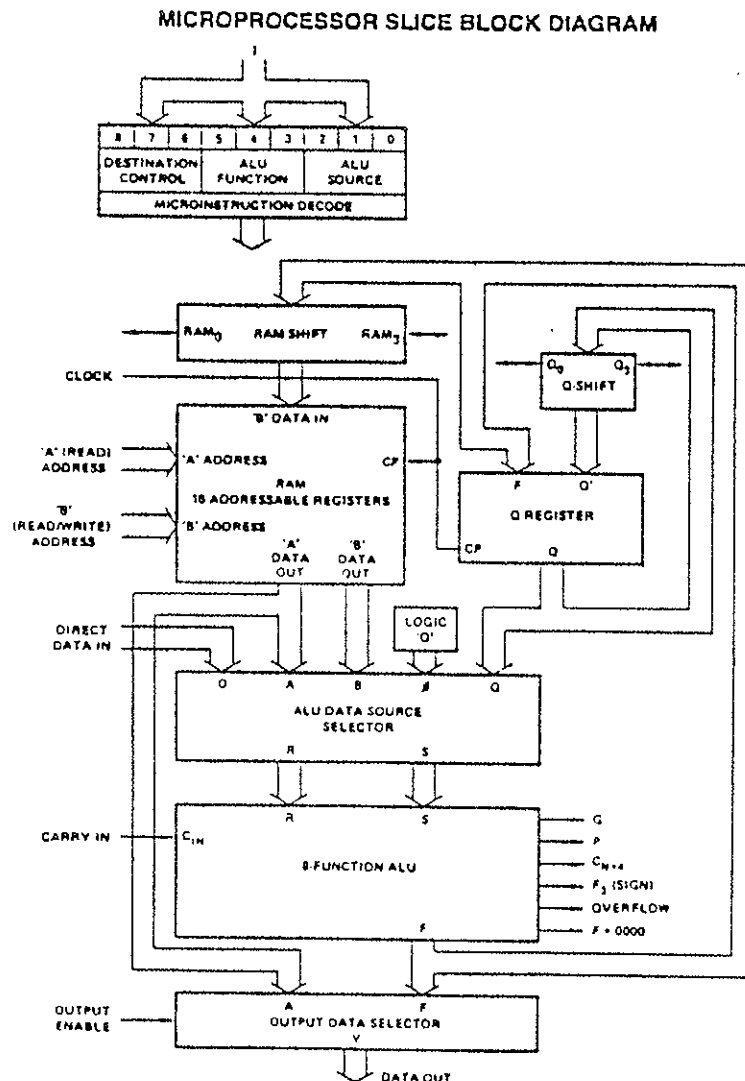 MICROPROCESSOR SLICE BLOCK DIAGRAM
I
8 7 6 5 4 3 2 1 0
DESTINATION CONTROL
ALU FUNCTION
ALU SOURCE
MICROINSTRUCTION DECODE
RAM0 RAM SHIFT RAM3
Q0 Q3
Q-SHIFT
CLOCK
'B' DATA IN
'A' (READ) ADDRESS
'A' ADDRESS
CP
RAM
16 ADDRESSABLE REGISTERS
'B' (READ/WRITE) ADDRESS
'B' ADDRESS
'A' DATA OUT
'B' DATA OUT
F Q'
Q REGISTER
CP Q
LOGIC '0'
DIRECT DATA IN
D A B Ø Q
ALU DATA SOURCE SELECTOR
R S
R S
CARRY IN
CIN
8-FUNCTION ALU
F
G
P
CN+4
F3 (SIGN)
OVERFLOW
F = 0000
A F
OUTPUT ENABLE
OUTPUT DATA SELECTOR
Y
DATA OUT